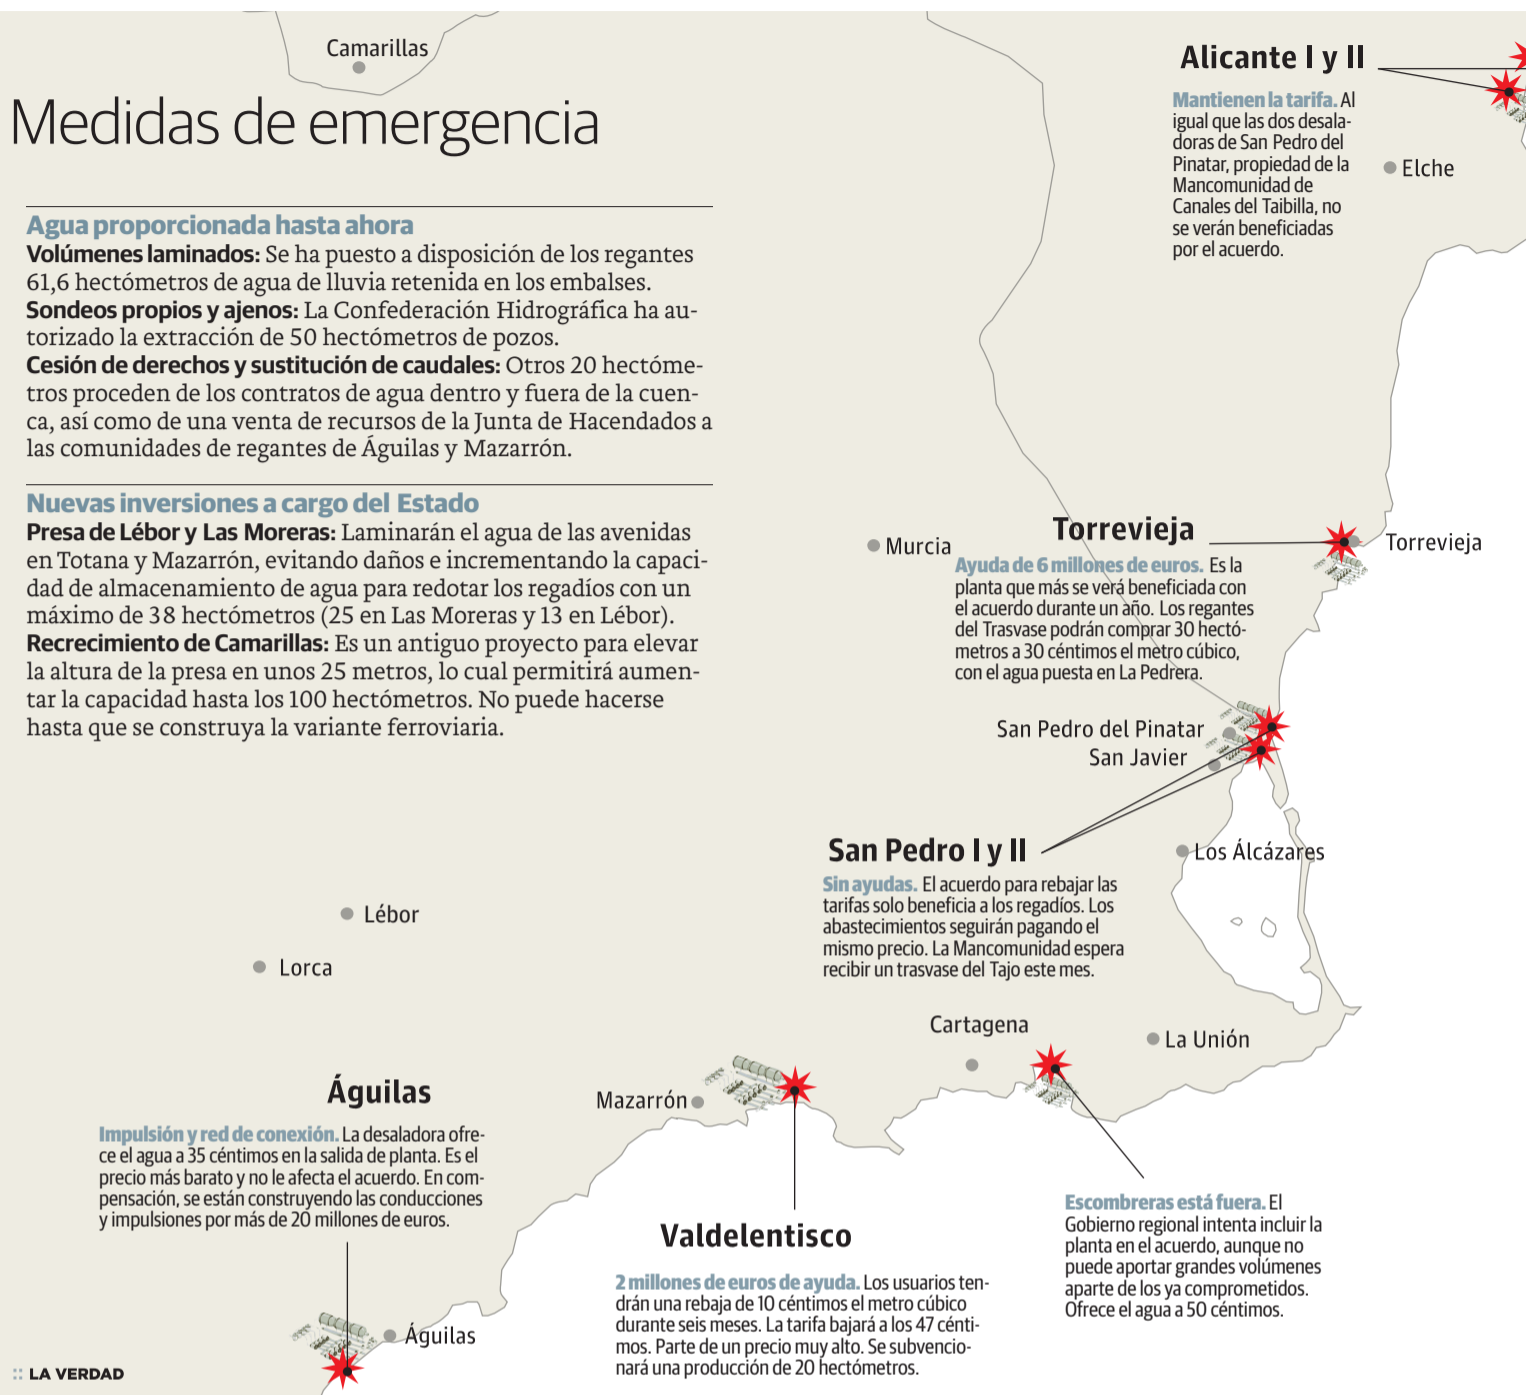 Camarillas
Medidas de emergencia
Agua proporcionada hasta ahora
Volúmenes laminados: Se ha puesto a disposición de los regantes
61,6 hectómetros de agua de lluvia retenida en los embalses.
Sondeos propios y ajenos: La Confederación Hidrográfica ha au-
torizado la extracción de 50 hectómetros de pozos.
Cesión de derechos y sustitución de caudales: Otros 20 hectóme-
tros proceden de los contratos de agua dentro y fuera de la cuen-
ca, así como de una venta de recursos de la Junta de Hacendados a
las comunidades de regantes de Águilas y Mazarrón.
Nuevas inversiones a cargo del Estado
Presa de Lébor y Las Moreras: Laminarán el agua de las avenidas
en Totana y Mazarrón, evitando daños e incrementando la capaci-
dad de almacenamiento de agua para redotar los regadíos con un
máximo de 38 hectómetros (25 en Las Moreras y 13 en Lébor).
Recrecimiento de Camarillas: Es un antiguo proyecto para elevar
la altura de la presa en unos 25 metros, lo cual permitirá aumen-
tar la capacidad hasta los 100 hectómetros. No puede hacerse
hasta que se construya la variante ferroviaria.
Alicante I y II
Mantienen la tarifa. Al
igual que las dos desala-
doras de San Pedro del
Pinatar, propiedad de la
Mancomunidad de
Canales del Taibilla, no
se verán beneficiadas
por el acuerdo.
Elche
Murcia
Torrevieja
Ayuda de 6 millones de euros. Es la
planta que más se verá beneficiada con
el acuerdo durante un año. Los regantes
del Trasvase podrán comprar 30 hectó-
metros a 30 céntimos el metro cúbico,
con el agua puesta en La Pedrera.
Torrevieja
San Pedro del Pinatar
San Javier
San Pedro I y II
Sin ayudas. El acuerdo para rebajar las
tarifas solo beneficia a los regadíos. Los
abastecimientos seguirán pagando el
mismo precio. La Mancomunidad espera
recibir un trasvase del Tajo este mes.
Los Álcázares
Lébor
Lorca
Cartagena
La Unión
Mazarrón
Águilas
Impulsión y red de conexión. La desaladora ofre-
ce el agua a 35 céntimos en la salida de planta. Es el
precio más barato y no le afecta el acuerdo. En com-
pensación, se están construyendo las conducciones
y impulsiones por más de 20 millones de euros.
Águilas
Valdelentisco
2 millones de euros de ayuda. Los usuarios ten-
drán una rebaja de 10 céntimos el metro cúbico
durante seis meses. La tarifa bajará a los 47 cénti-
mos. Parte de un precio muy alto. Se subvencio-
nará una producción de 20 hectómetros.
Escombreras está fuera. El
Gobierno regional intenta incluir la
planta en el acuerdo, aunque no
puede aportar grandes volúmenes
aparte de los ya comprometidos.
Ofrece el agua a 50 céntimos.
:: LA VERDAD